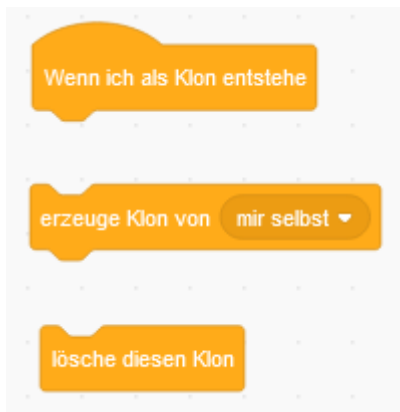 Wenn ich als Klon entstehe
erzeuge Klon von mir selbst
lösche diesen Klon